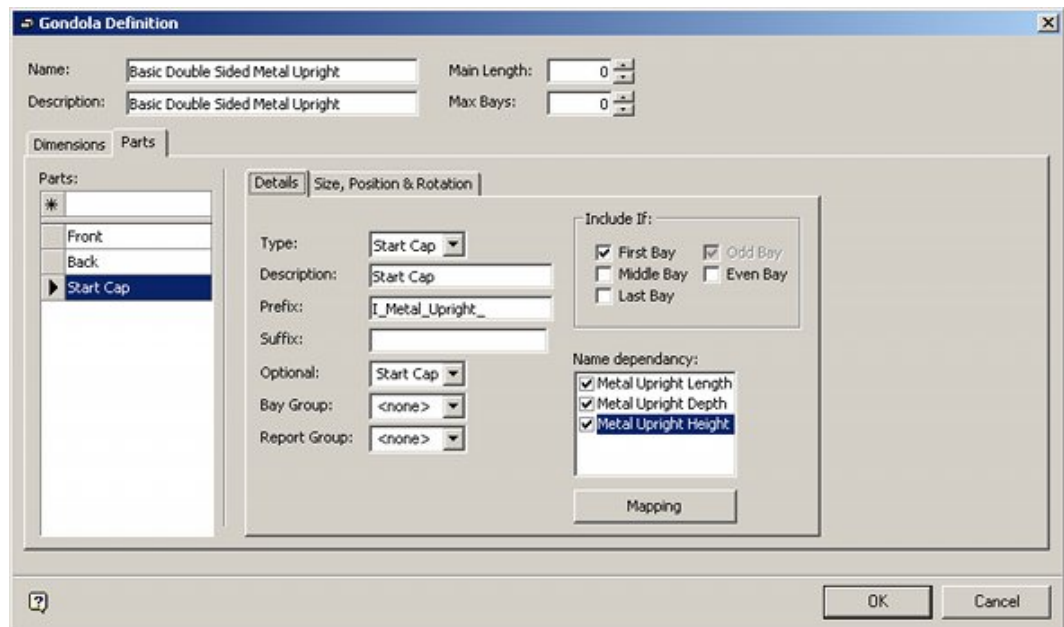 Gondola Definition
Name: Basic Double Sided Metal Upright Main Length: 0
Description: Basic Double Sided Metal Upright Max Bays: 0
Dimensions Parts
Parts:
Front
Back
Start Cap
Details Size, Position & Rotation
Type: Start Cap
Description: Start Cap
Prefix: I_Metal_Upright_
Suffix:
Optional: Start Cap
Bay Group: <none>
Report Group: <none>
Include If:
First Bay Odd Bay
Middle Bay Even Bay
Last Bay
Name dependancy:
Metal Upright Length
Metal Upright Depth
Metal Upright Height
Mapping
OK Cancel